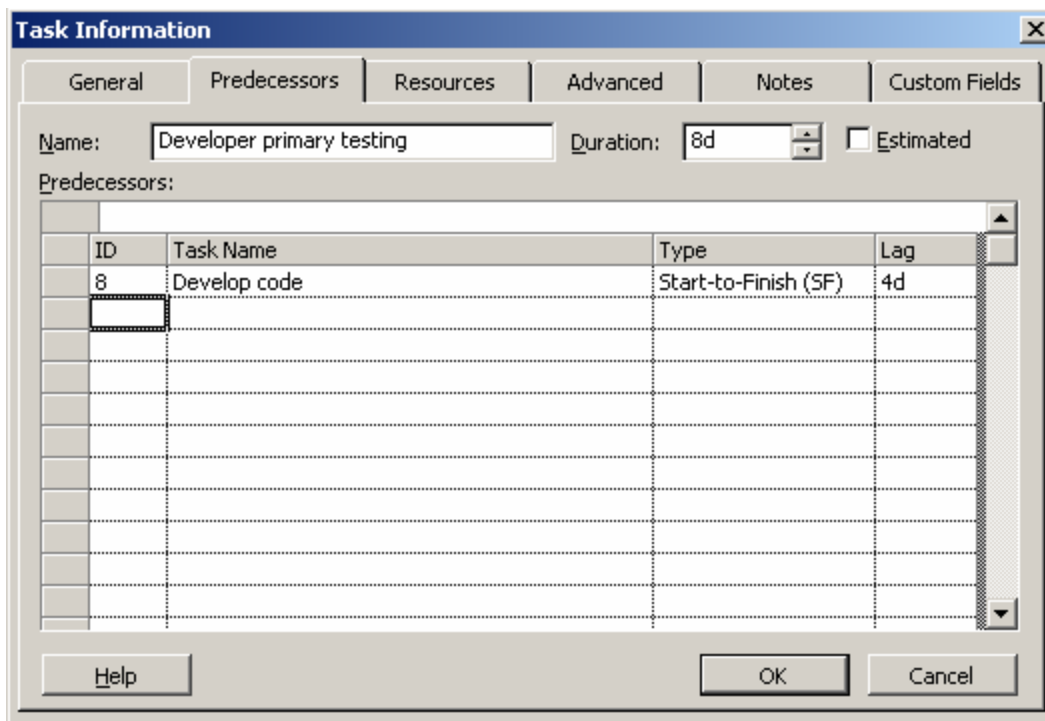 Task Information
General Predecessors Resources Advanced Notes Custom Fields
Name: Developer primary testing Duration: 8d Estimated
Predecessors:
ID Task Name Type Lag
8 Develop code Start-to-Finish (SF) 4d
Help OK Cancel